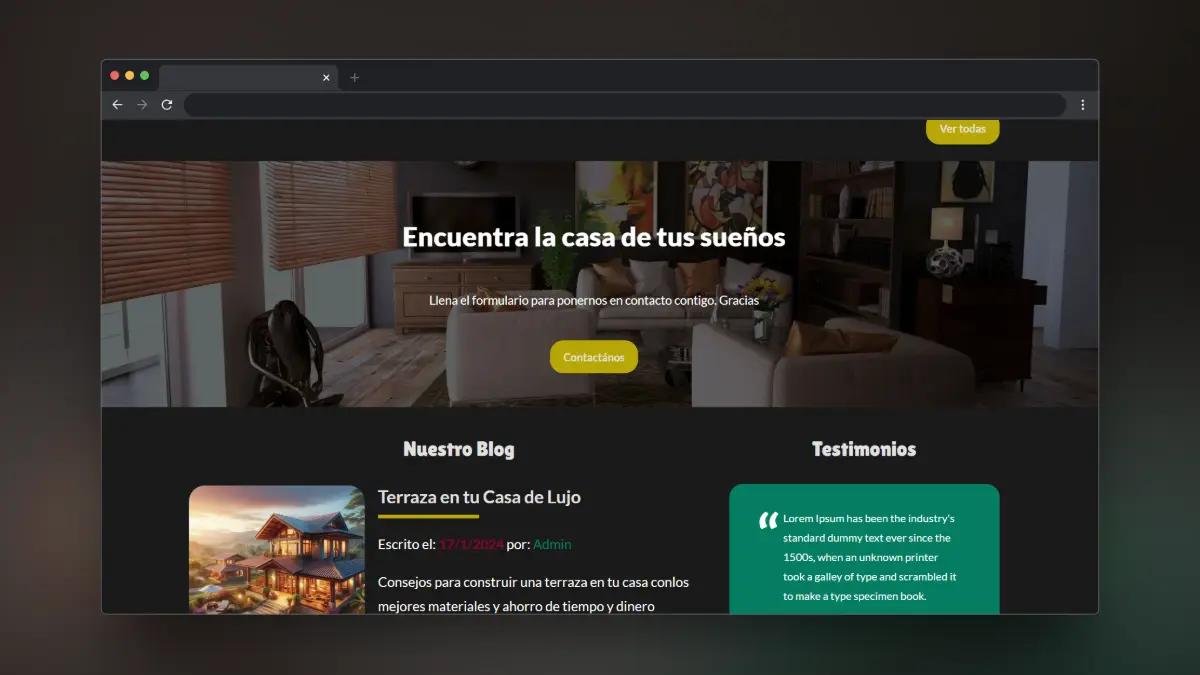 Ver todas
Encuentra la casa de tus sueños
Llena el formulario para ponernos en contacto contigo. Gracias
Contactános
Nuestro Blog
Terraza en tu Casa de Lujo
Escrito el: 17/1/2024 por: Admin
Consejos para construir una terraza en tu casa conlos
mejores materiales y ahorro de tiempo y dinero
Testimonios
“ Lorem Ipsum has been the industry's
standard dummy text ever since the
1500s, when an unknown printer
took a galley of type and scrambled it
to make a type specimen book.